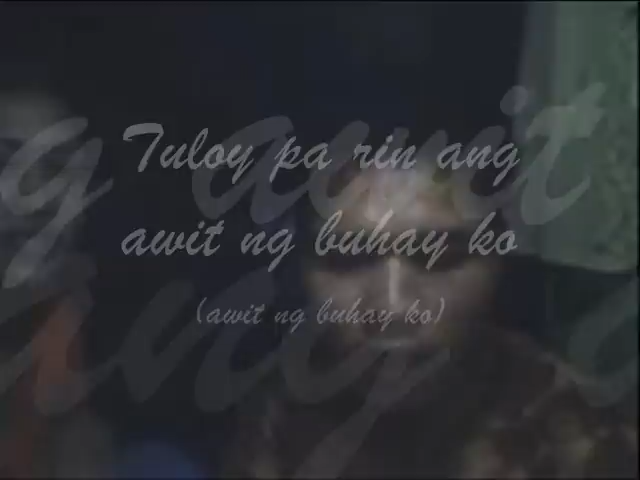 Tuloy pa rin ang
awit ng buhay ko
(awit ng buhay ko)